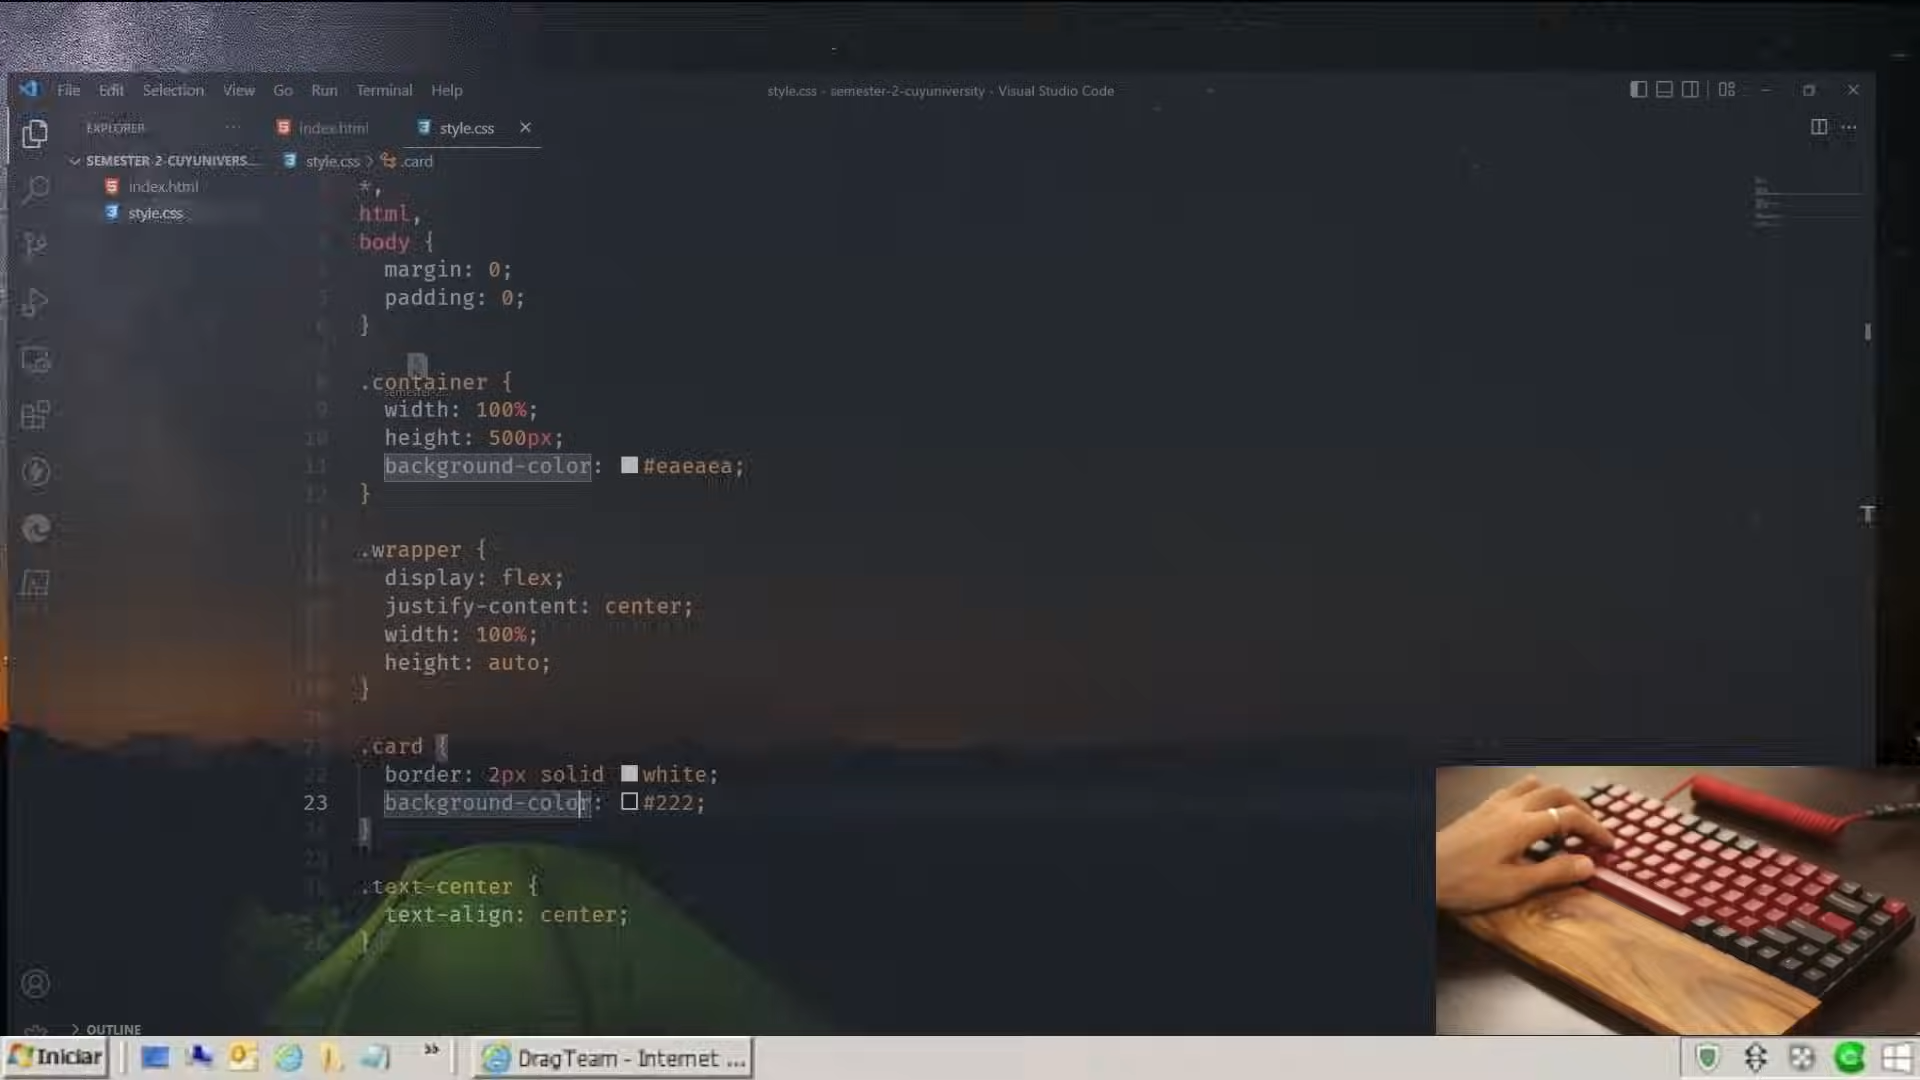 File Edit Selection View Go Run Terminal Help
style.css - semester-2-cuyuniversity - Visual Studio Code
EXPLORER
index.html
style.css
SEMESTER-2-CUYUNIVERS...
style.css > .card
index.html
style.css
*,
html,
body {
margin: 0;
padding: 0;
}
.container {
width: 100%;
height: 500px;
background-color: #eaeaea;
}
.wrapper {
display: flex;
justify-content: center;
width: 100%;
height: auto;
}
.card {
border: 2px solid white;
23 background-color: #222;
}
.text-center {
text-align: center;
}
OUTLINE
Iniciar
DragTeam - Internet ...